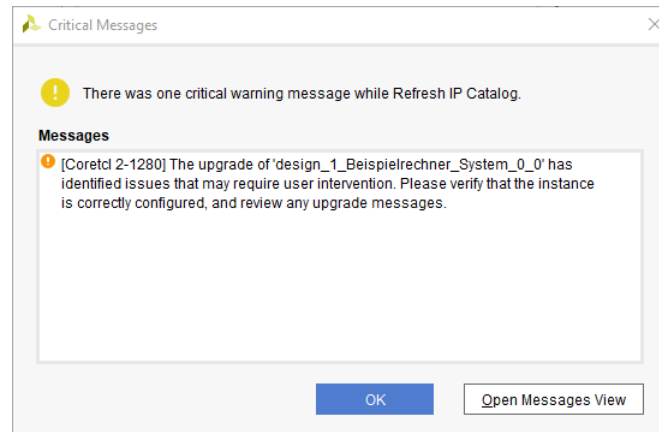 Critical Messages
There was one critical warning message while Refresh IP Catalog.
Messages
[Coretcl 2-1280] The upgrade of 'design_1_Beispielrechner_System_0_0' has
identified issues that may require user intervention. Please verify that the instance
is correctly configured, and review any upgrade messages.
OK
Open Messages View